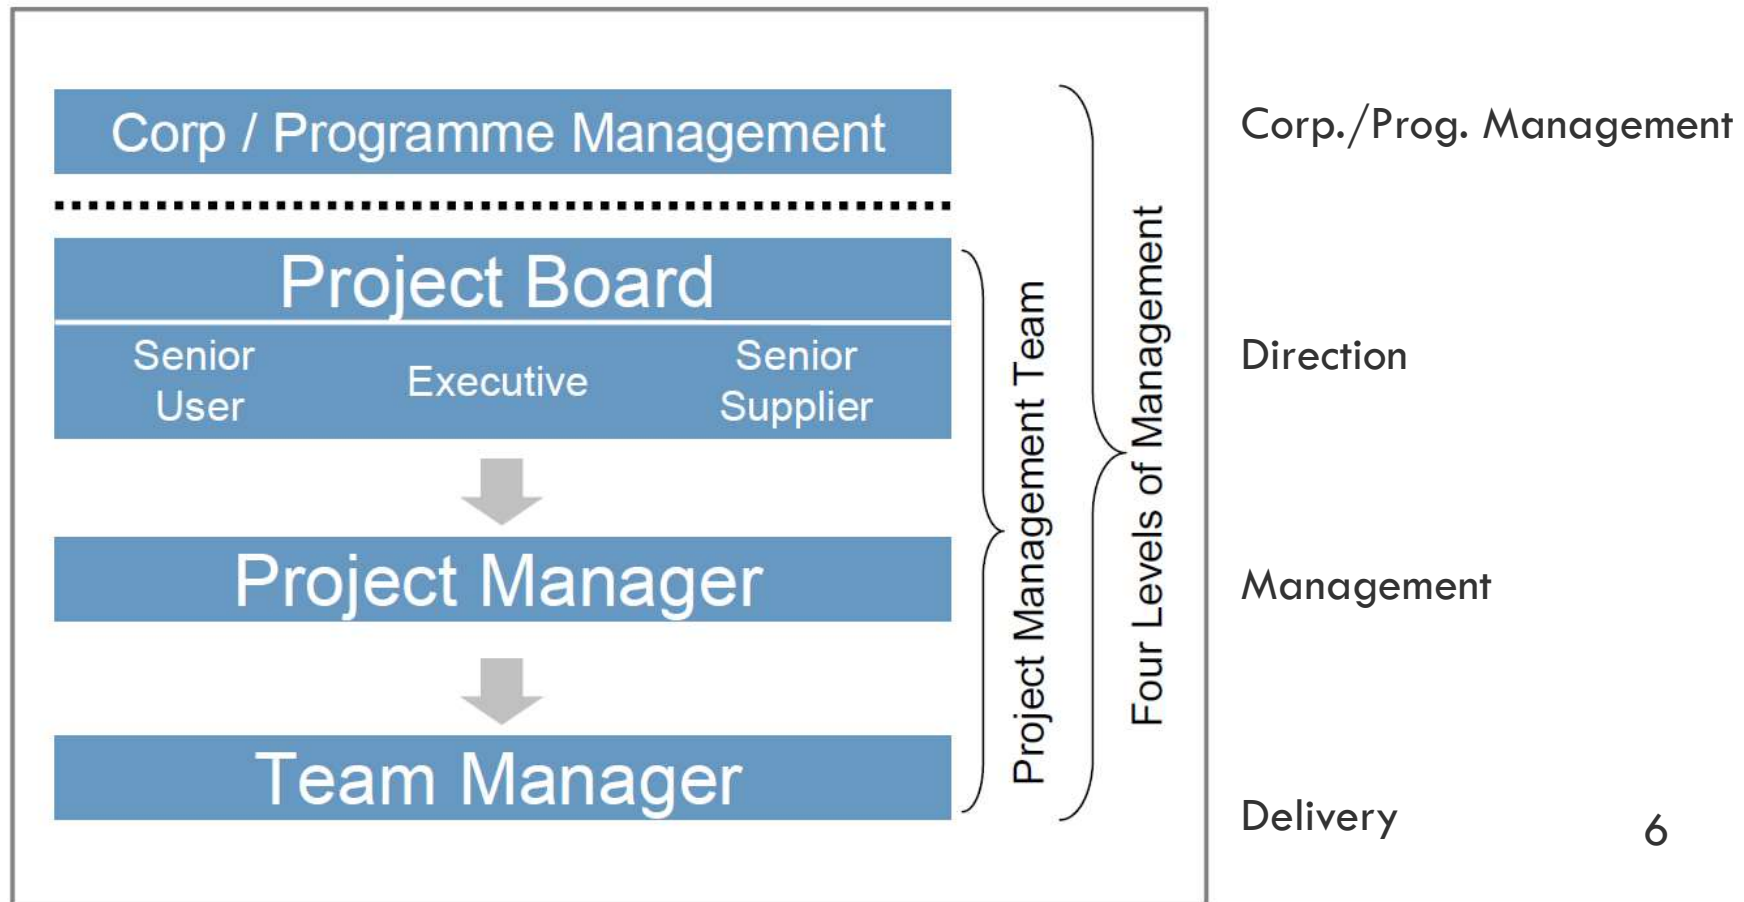 Corp / Programme Management
Corp./Prog. Management
Project Board
Senior User
Executive
Senior Supplier
Direction
Project Manager
Management
Team Manager
Delivery
Project Management Team
Four Levels of Management
6